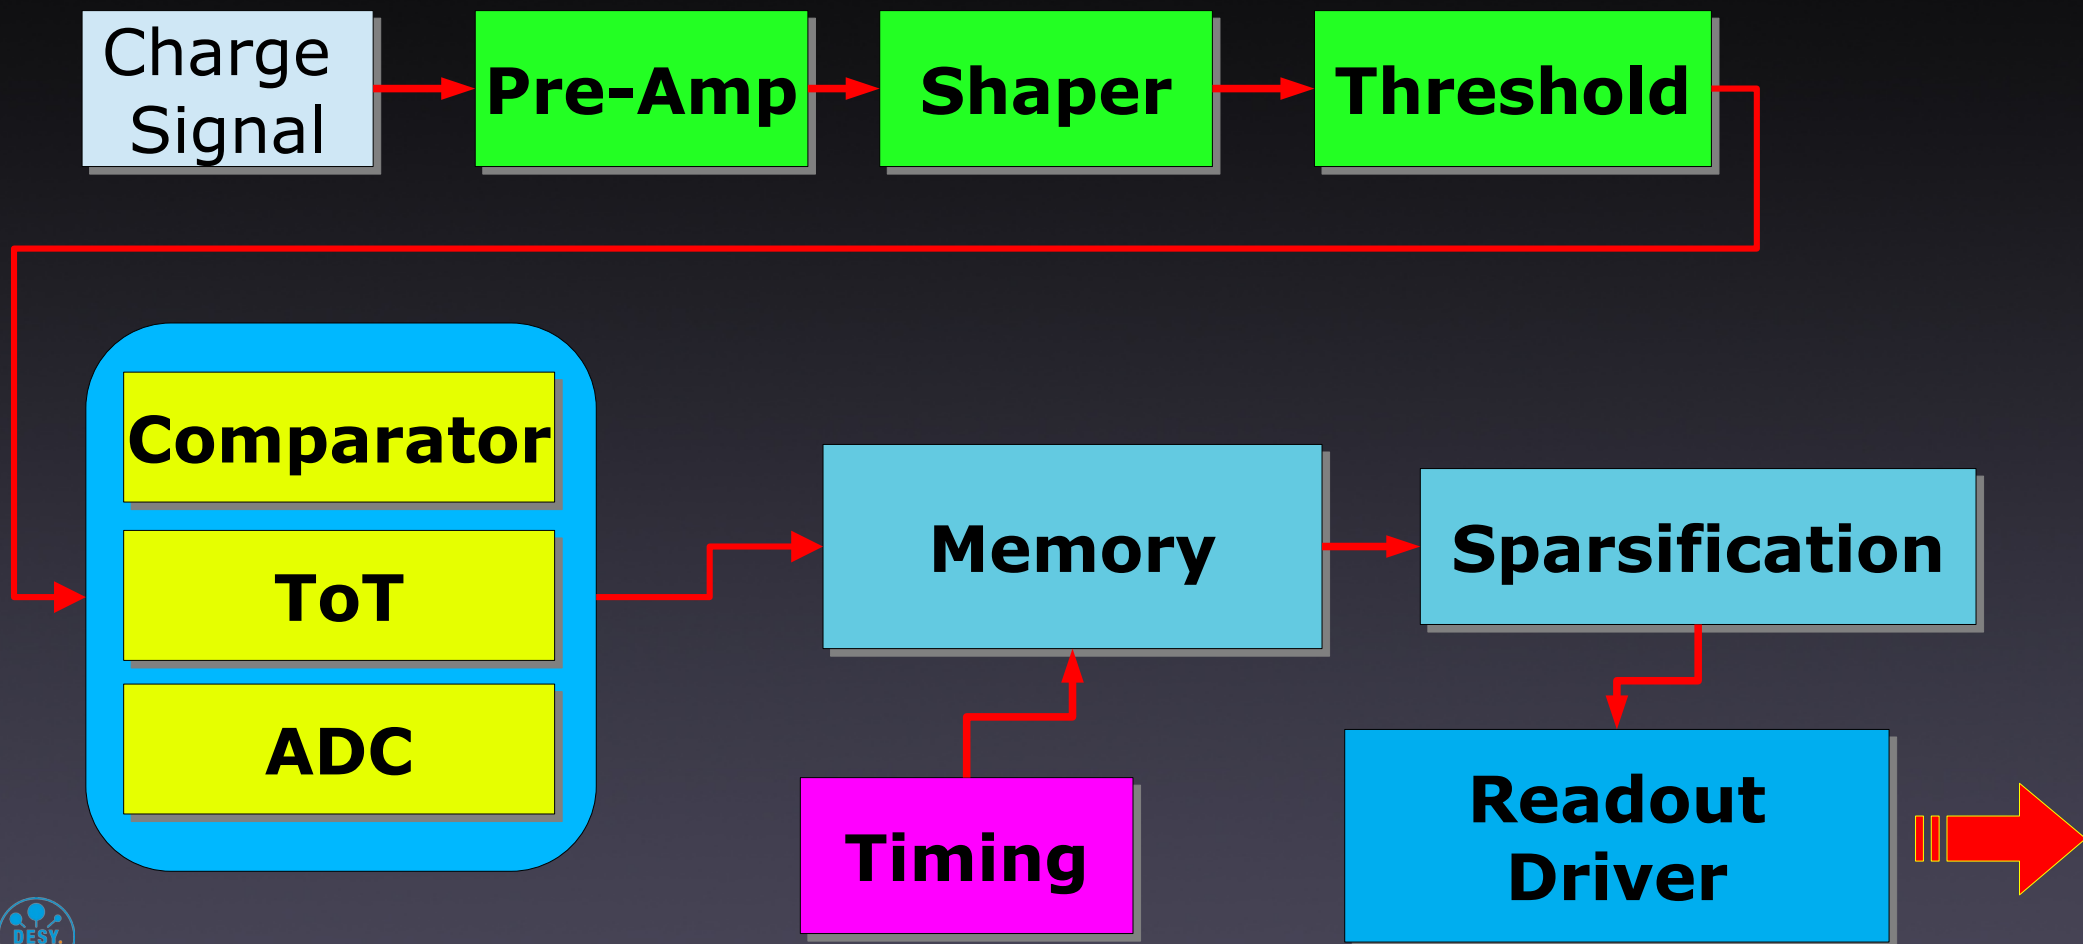 Charge
Signal
Pre-Amp
Shaper
Threshold
Comparator
ToT
ADC
Memory
Sparsification
Timing
Readout
Driver
DESY.